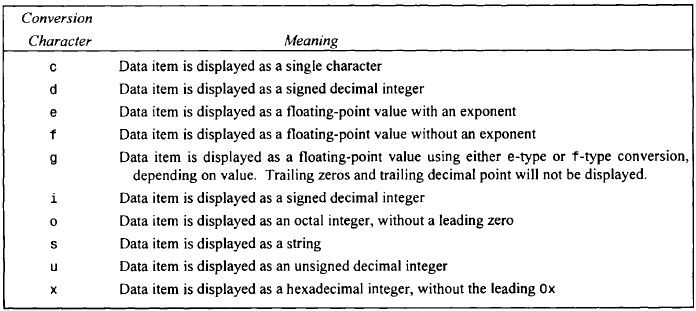 Conversion
Character Meaning
c Data item is displayed as a single character
d Data item is displayed as a signed decimal integer
e Data item is displayed as a floating-point value with an exponent
f Data item is displayed as a floating-point value without an exponent
g Data item is displayed as a floating-point value using either e-type or f-type conversion,
depending on value. Trailing zeros and trailing decimal point will not be displayed.
i Data item is displayed as a signed decimal integer
o Data item is displayed as an octal integer, without a leading zero
s Data item is displayed as a string
u Data item is displayed as an unsigned decimal integer
x Data item is displayed as a hexadecimal integer, without the leading 0x